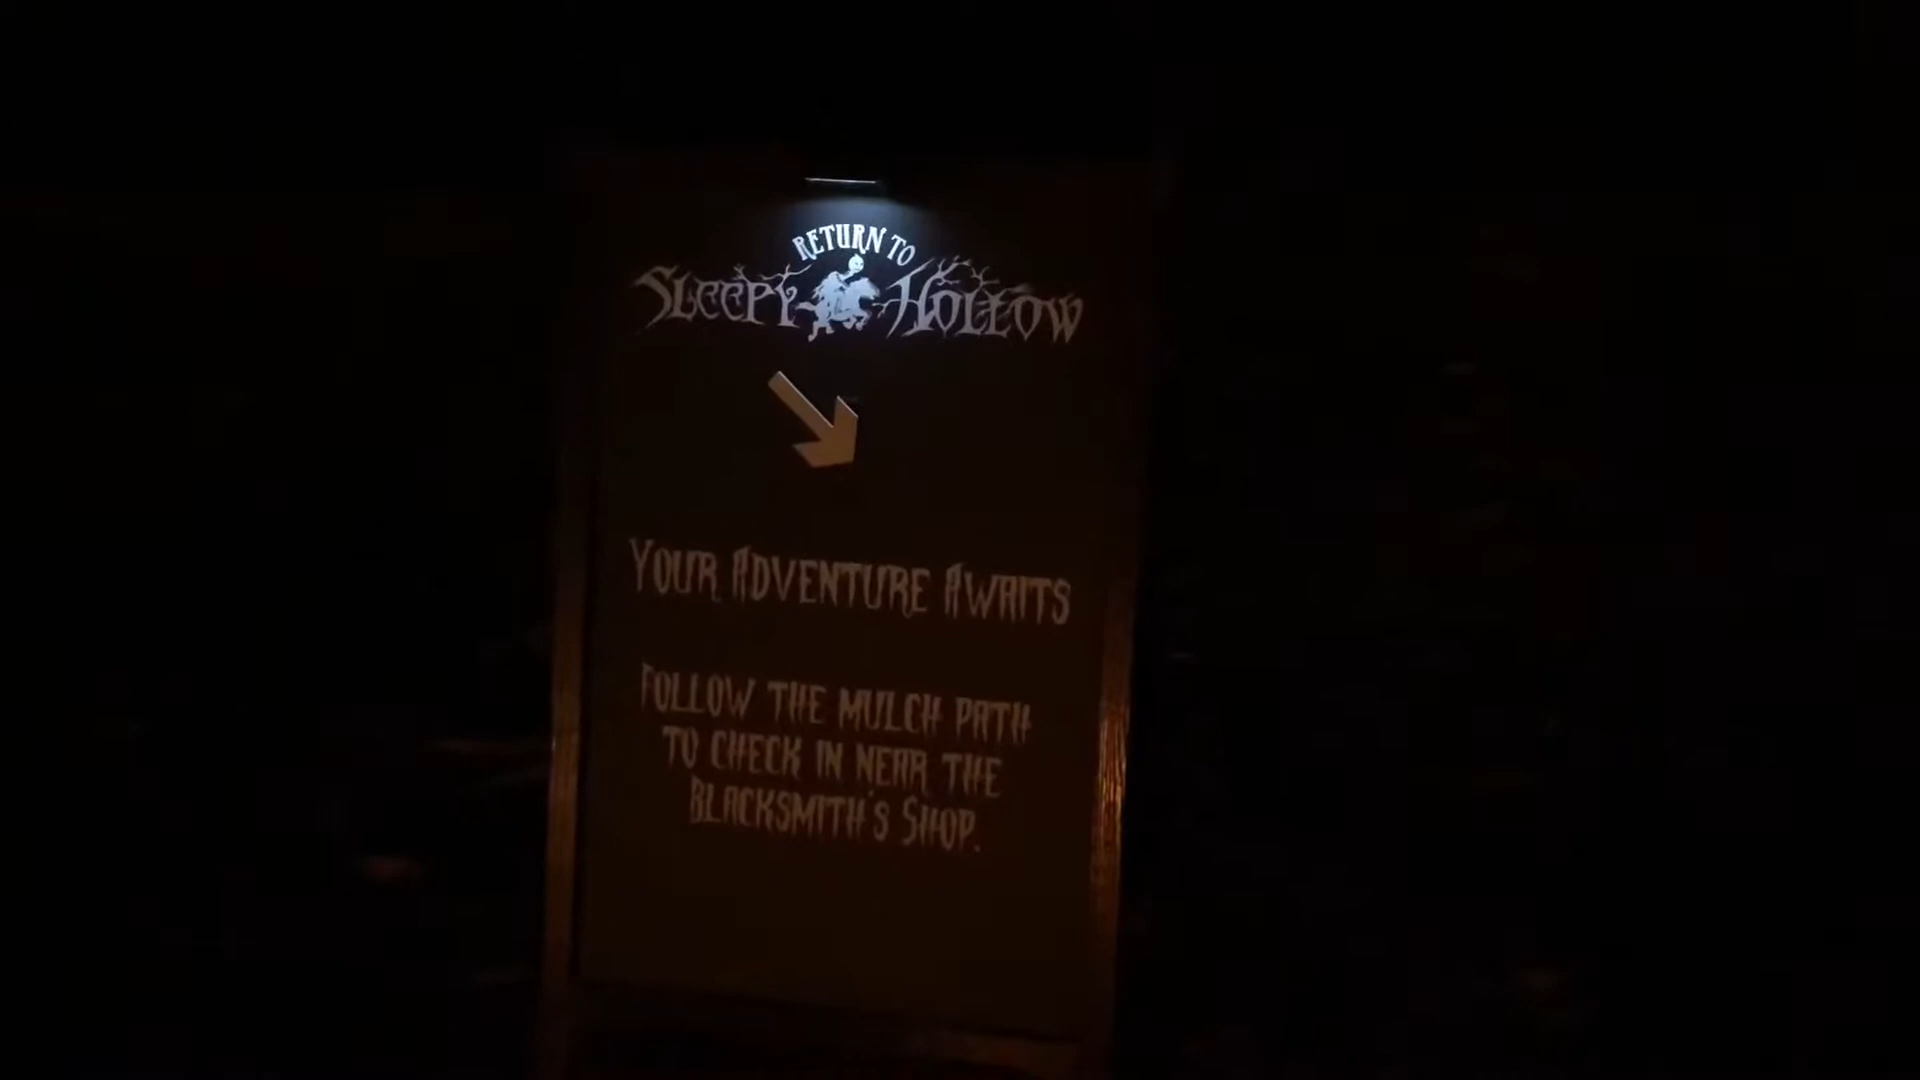 RETURN TO
SLEEPY HOLLOW
YOUR ADVENTURE AWAITS
FOLLOW THE MULCH PATH
TO CHECK IN NEAR THE
BLACKSMITH'S SHOP.